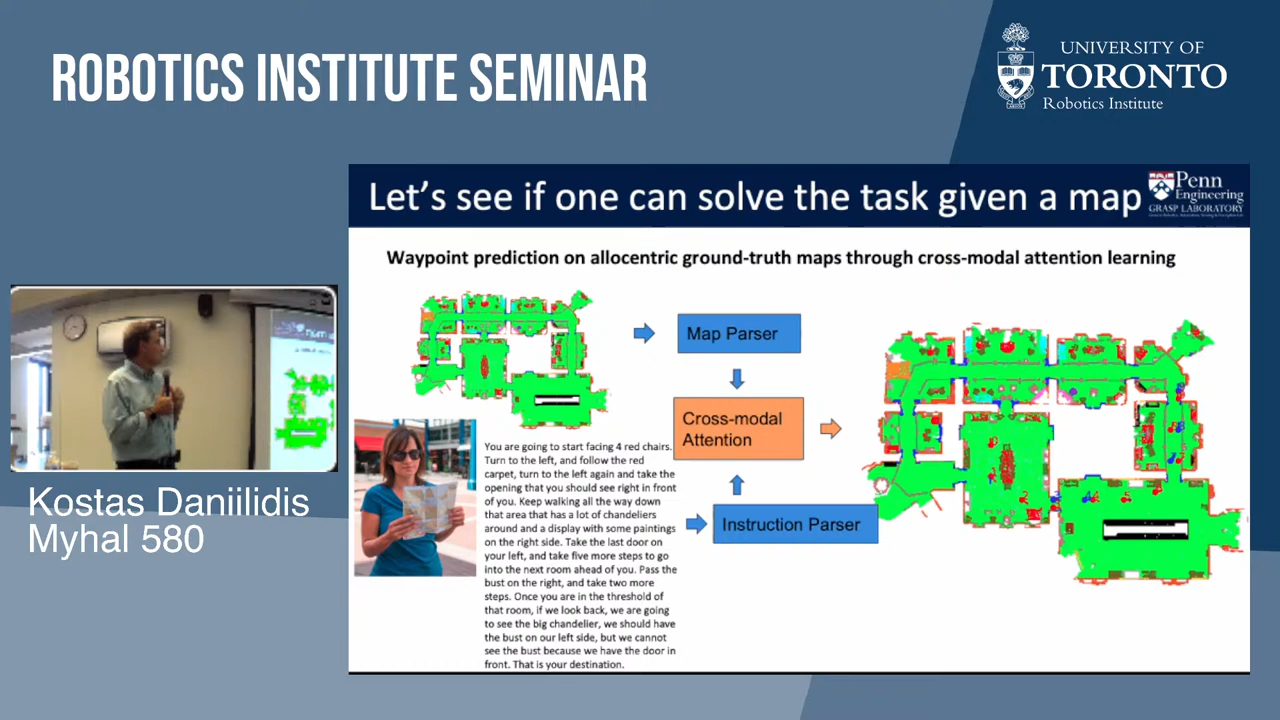 ROBOTICS INSTITUTE SEMINAR
UNIVERSITY OF
TORONTO
Robotics Institute
Let's see if one can solve the task given a map
Penn
Engineering
GRASP LABORATORY
Waypoint prediction on allocentric ground-truth maps through cross-modal attention learning
Map Parser
Cross-modal
Attention
Instruction Parser
You are going to start facing 4 red chairs.
Turn to the left, and follow the red
carpet, turn to the left again and take the
opening that you should see right in front
of you. Keep walking all the way down
that area that has a lot of chandeliers
around and a display with some paintings
on the right side. Take the last door on
your left, and take five more steps to go
into the next room ahead of you. Pass the
bust on the right, and take two more
steps. Once you are in the threshold of
that room, if we look back, we are going
to see the big chandelier, we should have
the bust on our left side, but we cannot
see the bust because we have the door in
front. That is your destination.
Kostas Daniilidis
Myhal 580